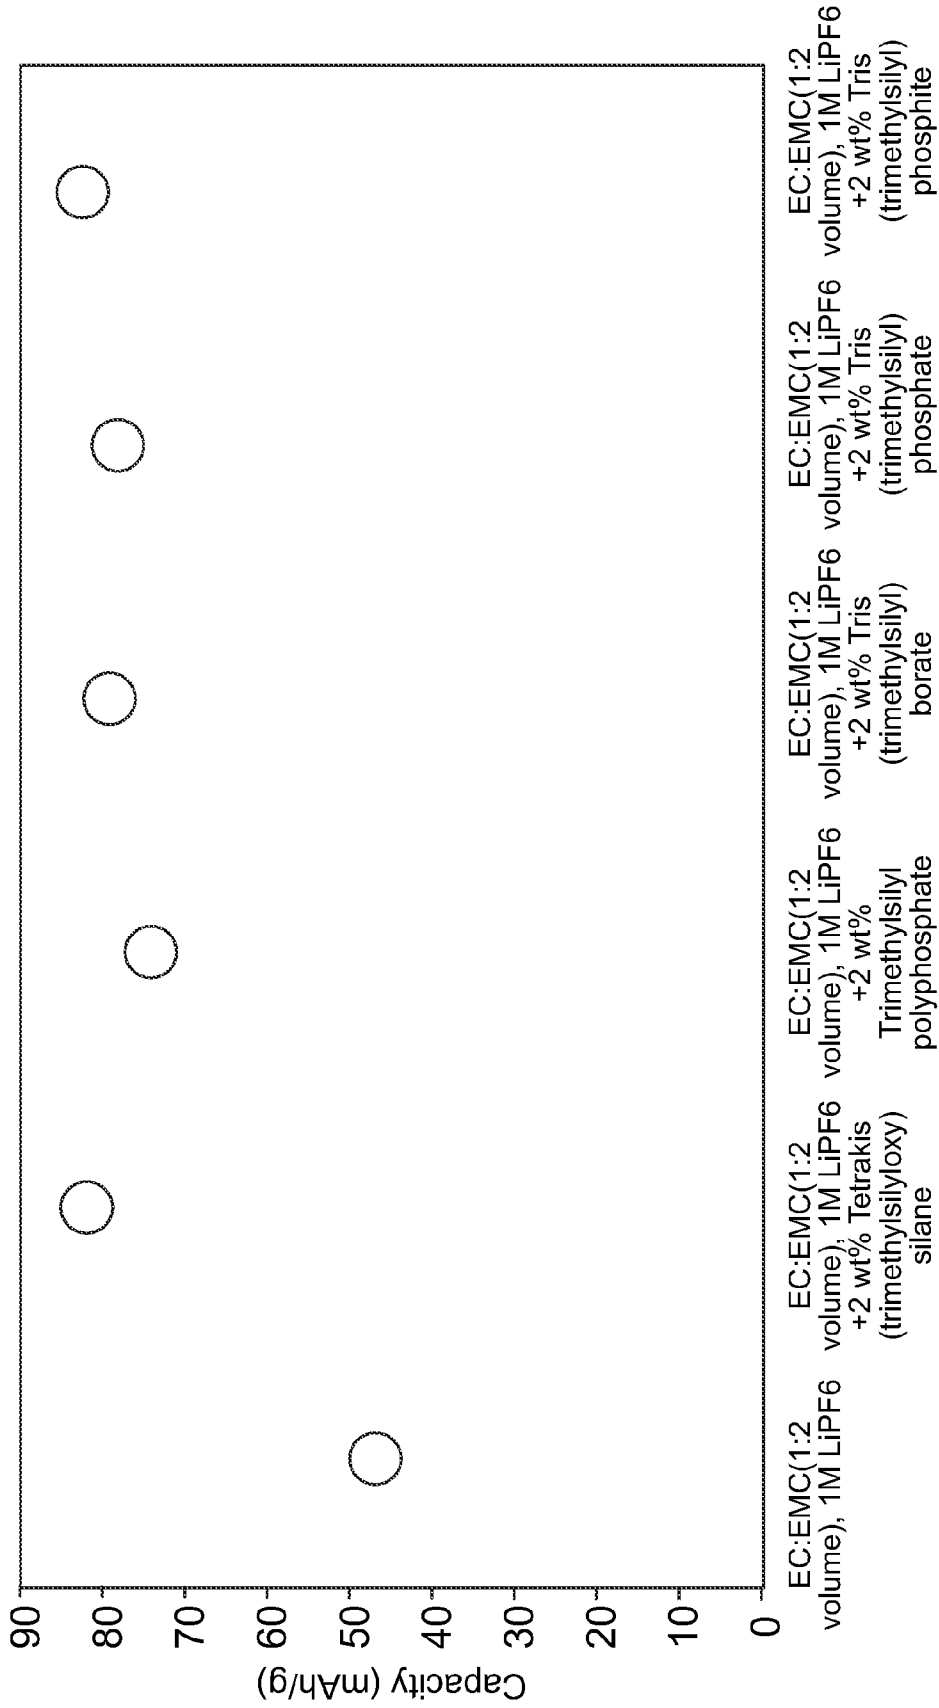 Capacity (mAh/g)
90
80
70
60
50
40
30
20
10
0
EC:EMC(1:2
volume), 1M LiPF6
EC:EMC(1:2
volume), 1M LiPF6
+2 wt% Tetrakis
(trimethylsilyloxy)
silane
EC:EMC(1:2
volume), 1M LiPF6
+2 wt%
Trimethylsilyl
polyphosphate
EC:EMC(1:2
volume), 1M LiPF6
+2 wt% Tris
(trimethylsilyl)
borate
EC:EMC(1:2
volume), 1M LiPF6
+2 wt% Tris
(trimethylsilyl)
phosphate
EC:EMC(1:2
volume), 1M LiPF6
+2 wt% Tris
(trimethylsilyl)
phosphite